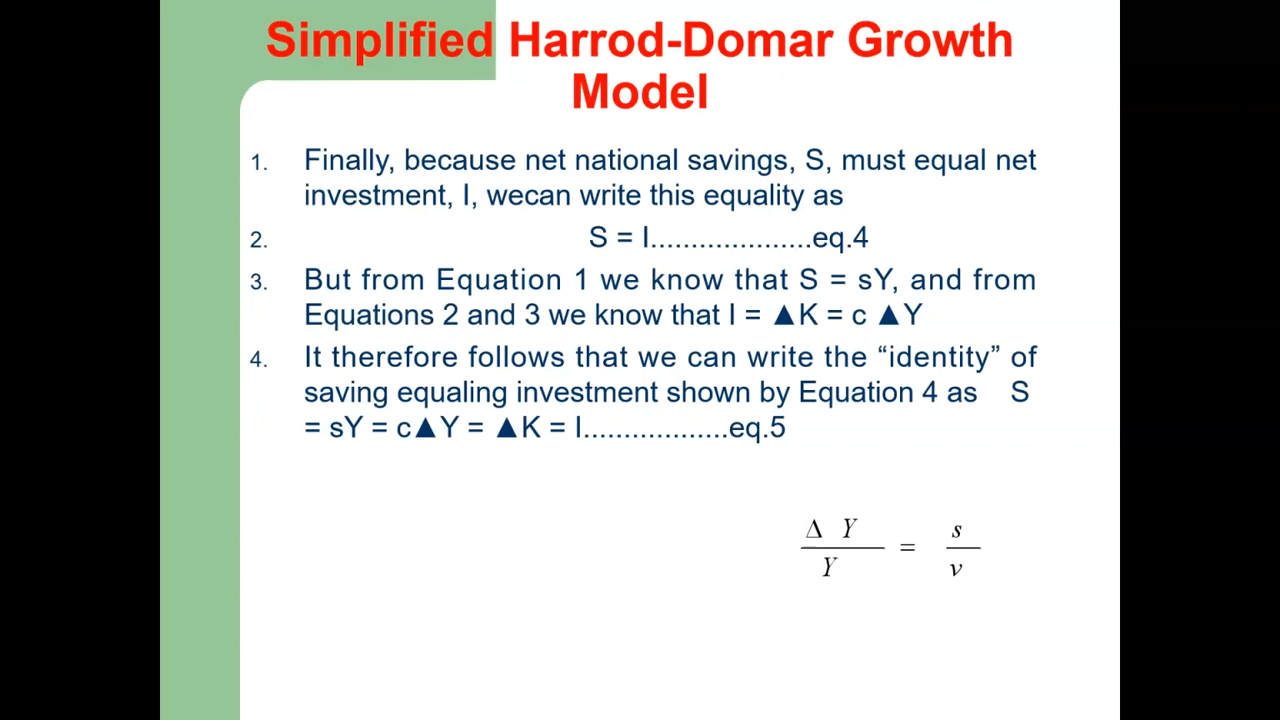 Simplified Harrod-Domar Growth
Model
1. Finally, because net national savings, S, must equal net
investment, I, wecan write this equality as
2. S = I....................eq.4
3. But from Equation 1 we know that S = sY, and from
Equations 2 and 3 we know that I = ▲K = c ▲Y
4. It therefore follows that we can write the “identity” of
saving equaling investment shown by Equation 4 as S
= sY = c▲Y = ▲K = I..................eq.5
Δ Y s
=
Y v